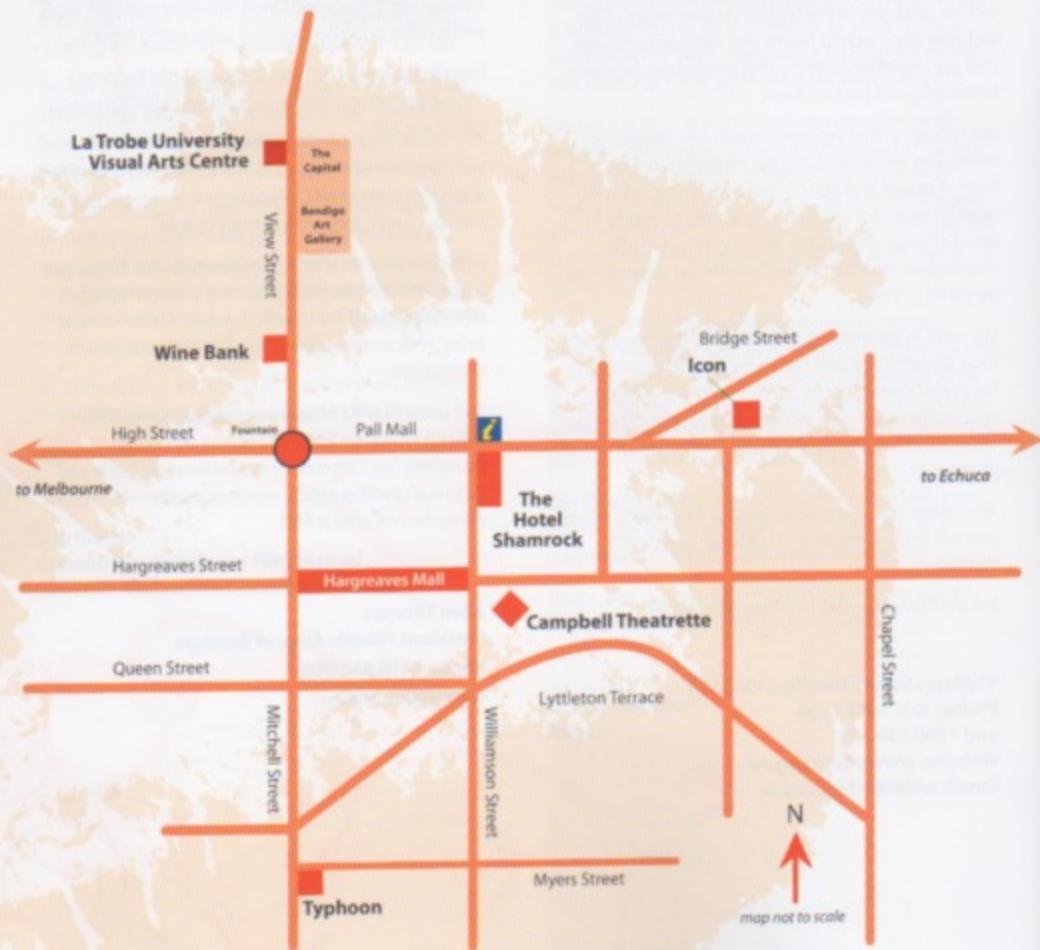 La Trobe University
Visual Arts Centre
The
Capital
Bendigo
Art
Gallery
View Street
Wine Bank
Bridge Street
Icon
High Street
Fountain
Pall Mall
i
to Melbourne
to Echuca
The
Hotel
Shamrock
Hargreaves Street
Hargreaves Mall
Campbell Theatrette
Chapel Street
Queen Street
Lyttleton Terrace
Mitchell Street
Williamson Street
N
Myers Street
Typhoon
map not to scale